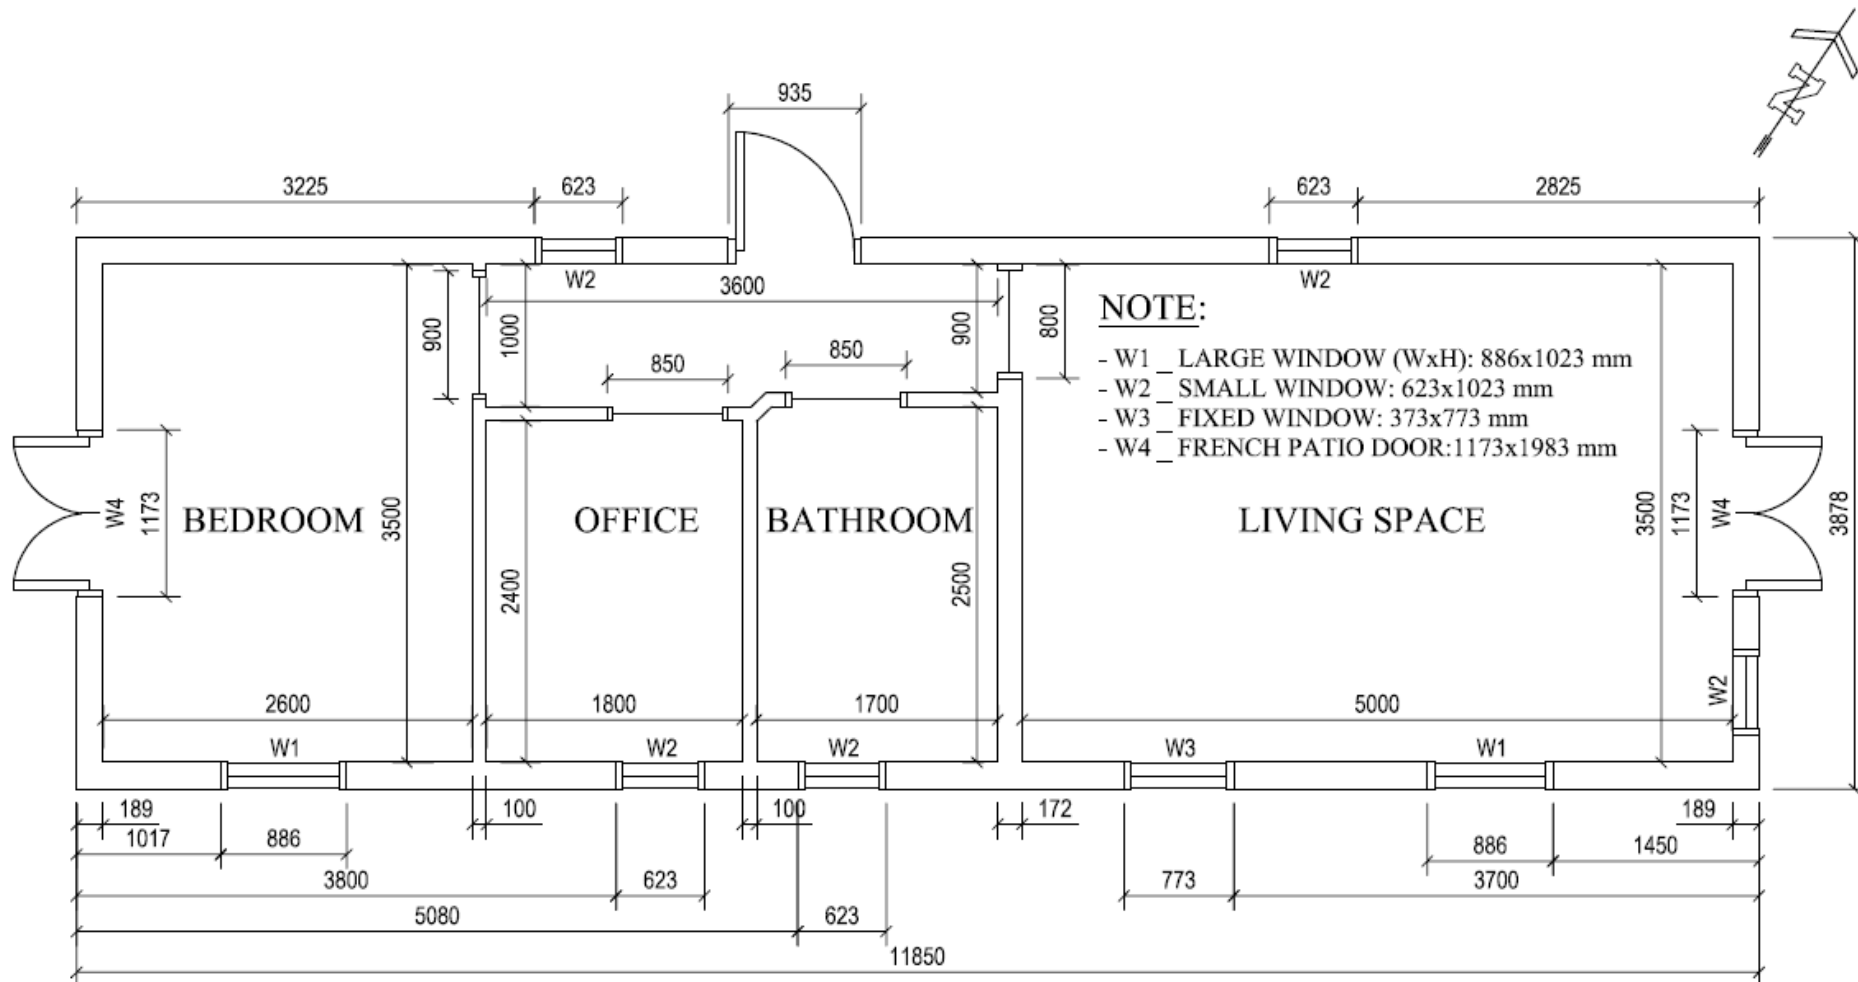 N
935
3225
623
623
2825
W2
W2
3600
NOTE:
900
1000
900
800
- W1 _ LARGE WINDOW (WxH): 886x1023 mm
- W2 _ SMALL WINDOW: 623x1023 mm
- W3 _ FIXED WINDOW: 373x773 mm
- W4 _ FRENCH PATIO DOOR:1173x1983 mm
850
850
W4
1173
BEDROOM
3500
OFFICE
BATHROOM
LIVING SPACE
3500
1173
W4
3878
2400
2500
2600
1800
1700
5000
W2
W1
W2
W2
W3
W1
189
100
100
172
189
1017
886
886
1450
3800
623
773
3700
5080
623
11850